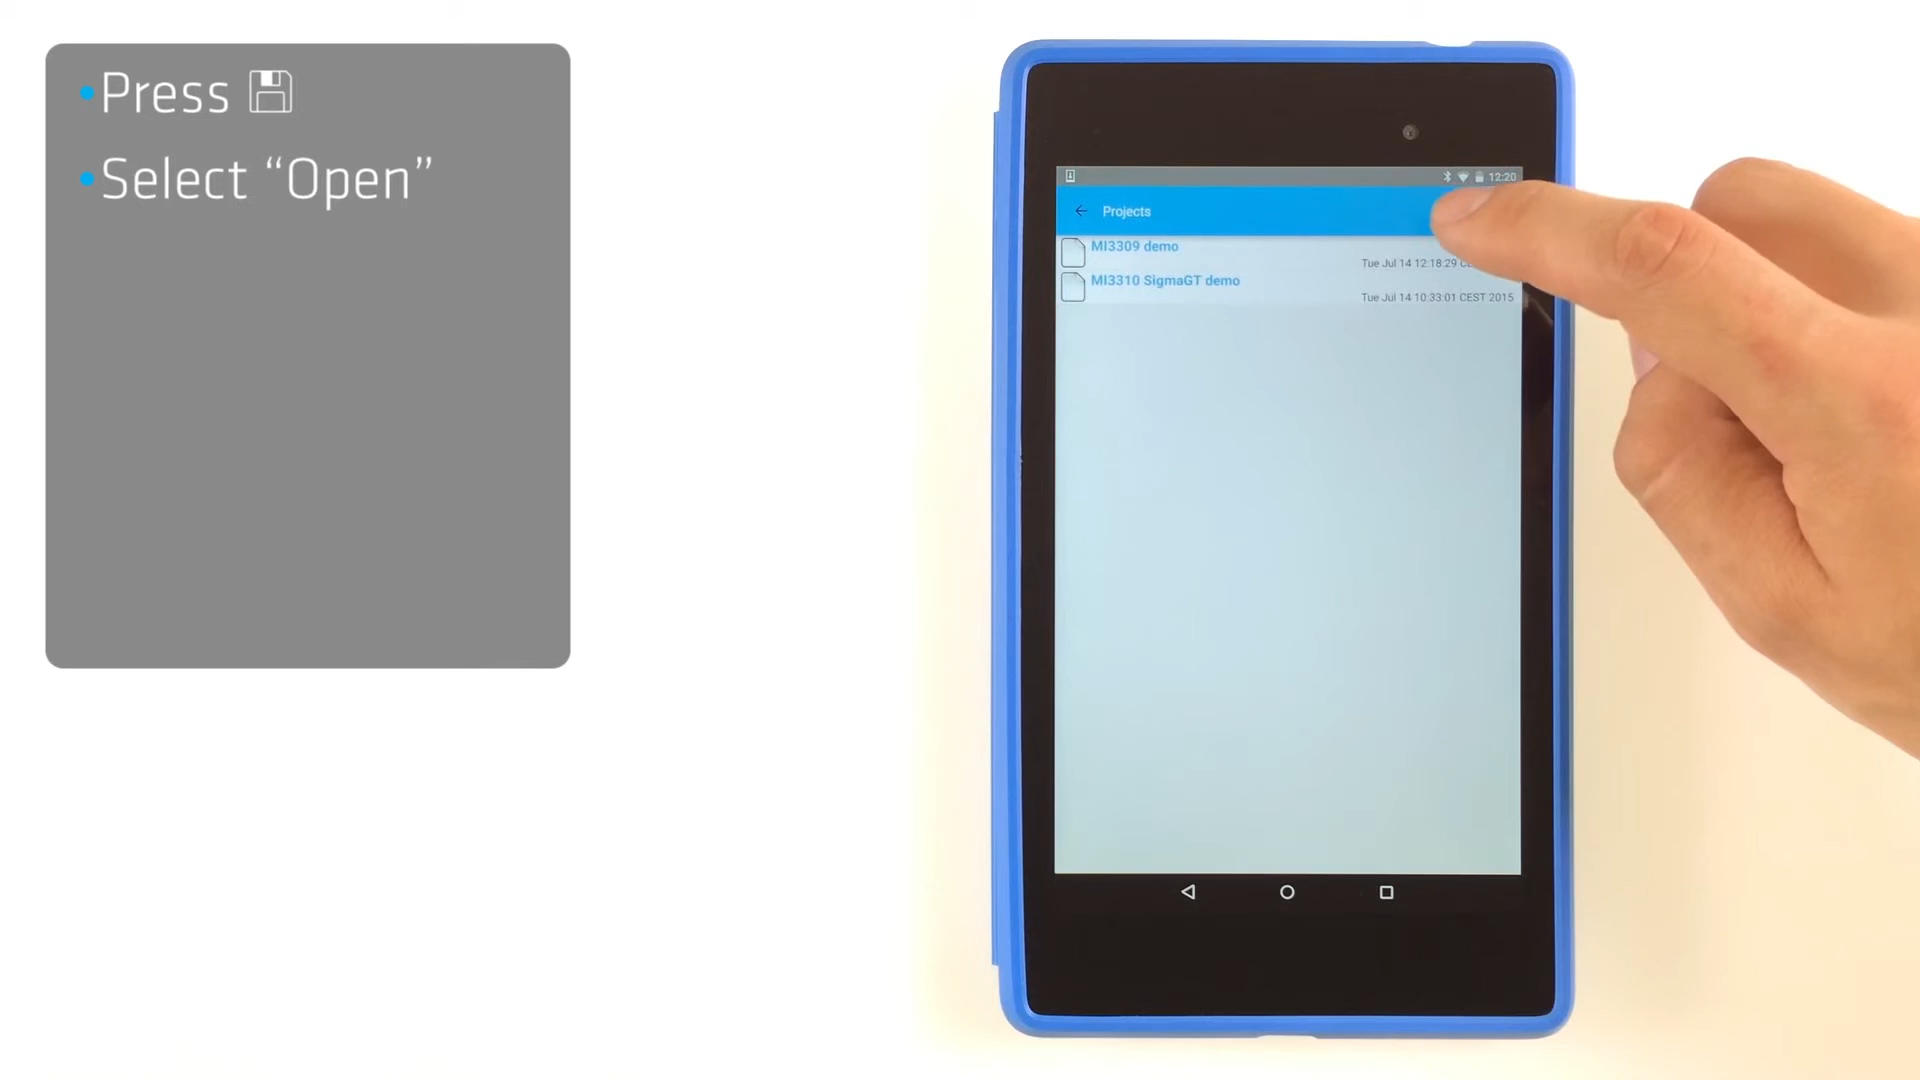 •Press
•Select “Open”
12:20
Projects
MI3309 demo
Tue Jul 14 12:18:29
MI3310 SigmaGT demo
Tue Jul 14 10:33:01 CEST 2015